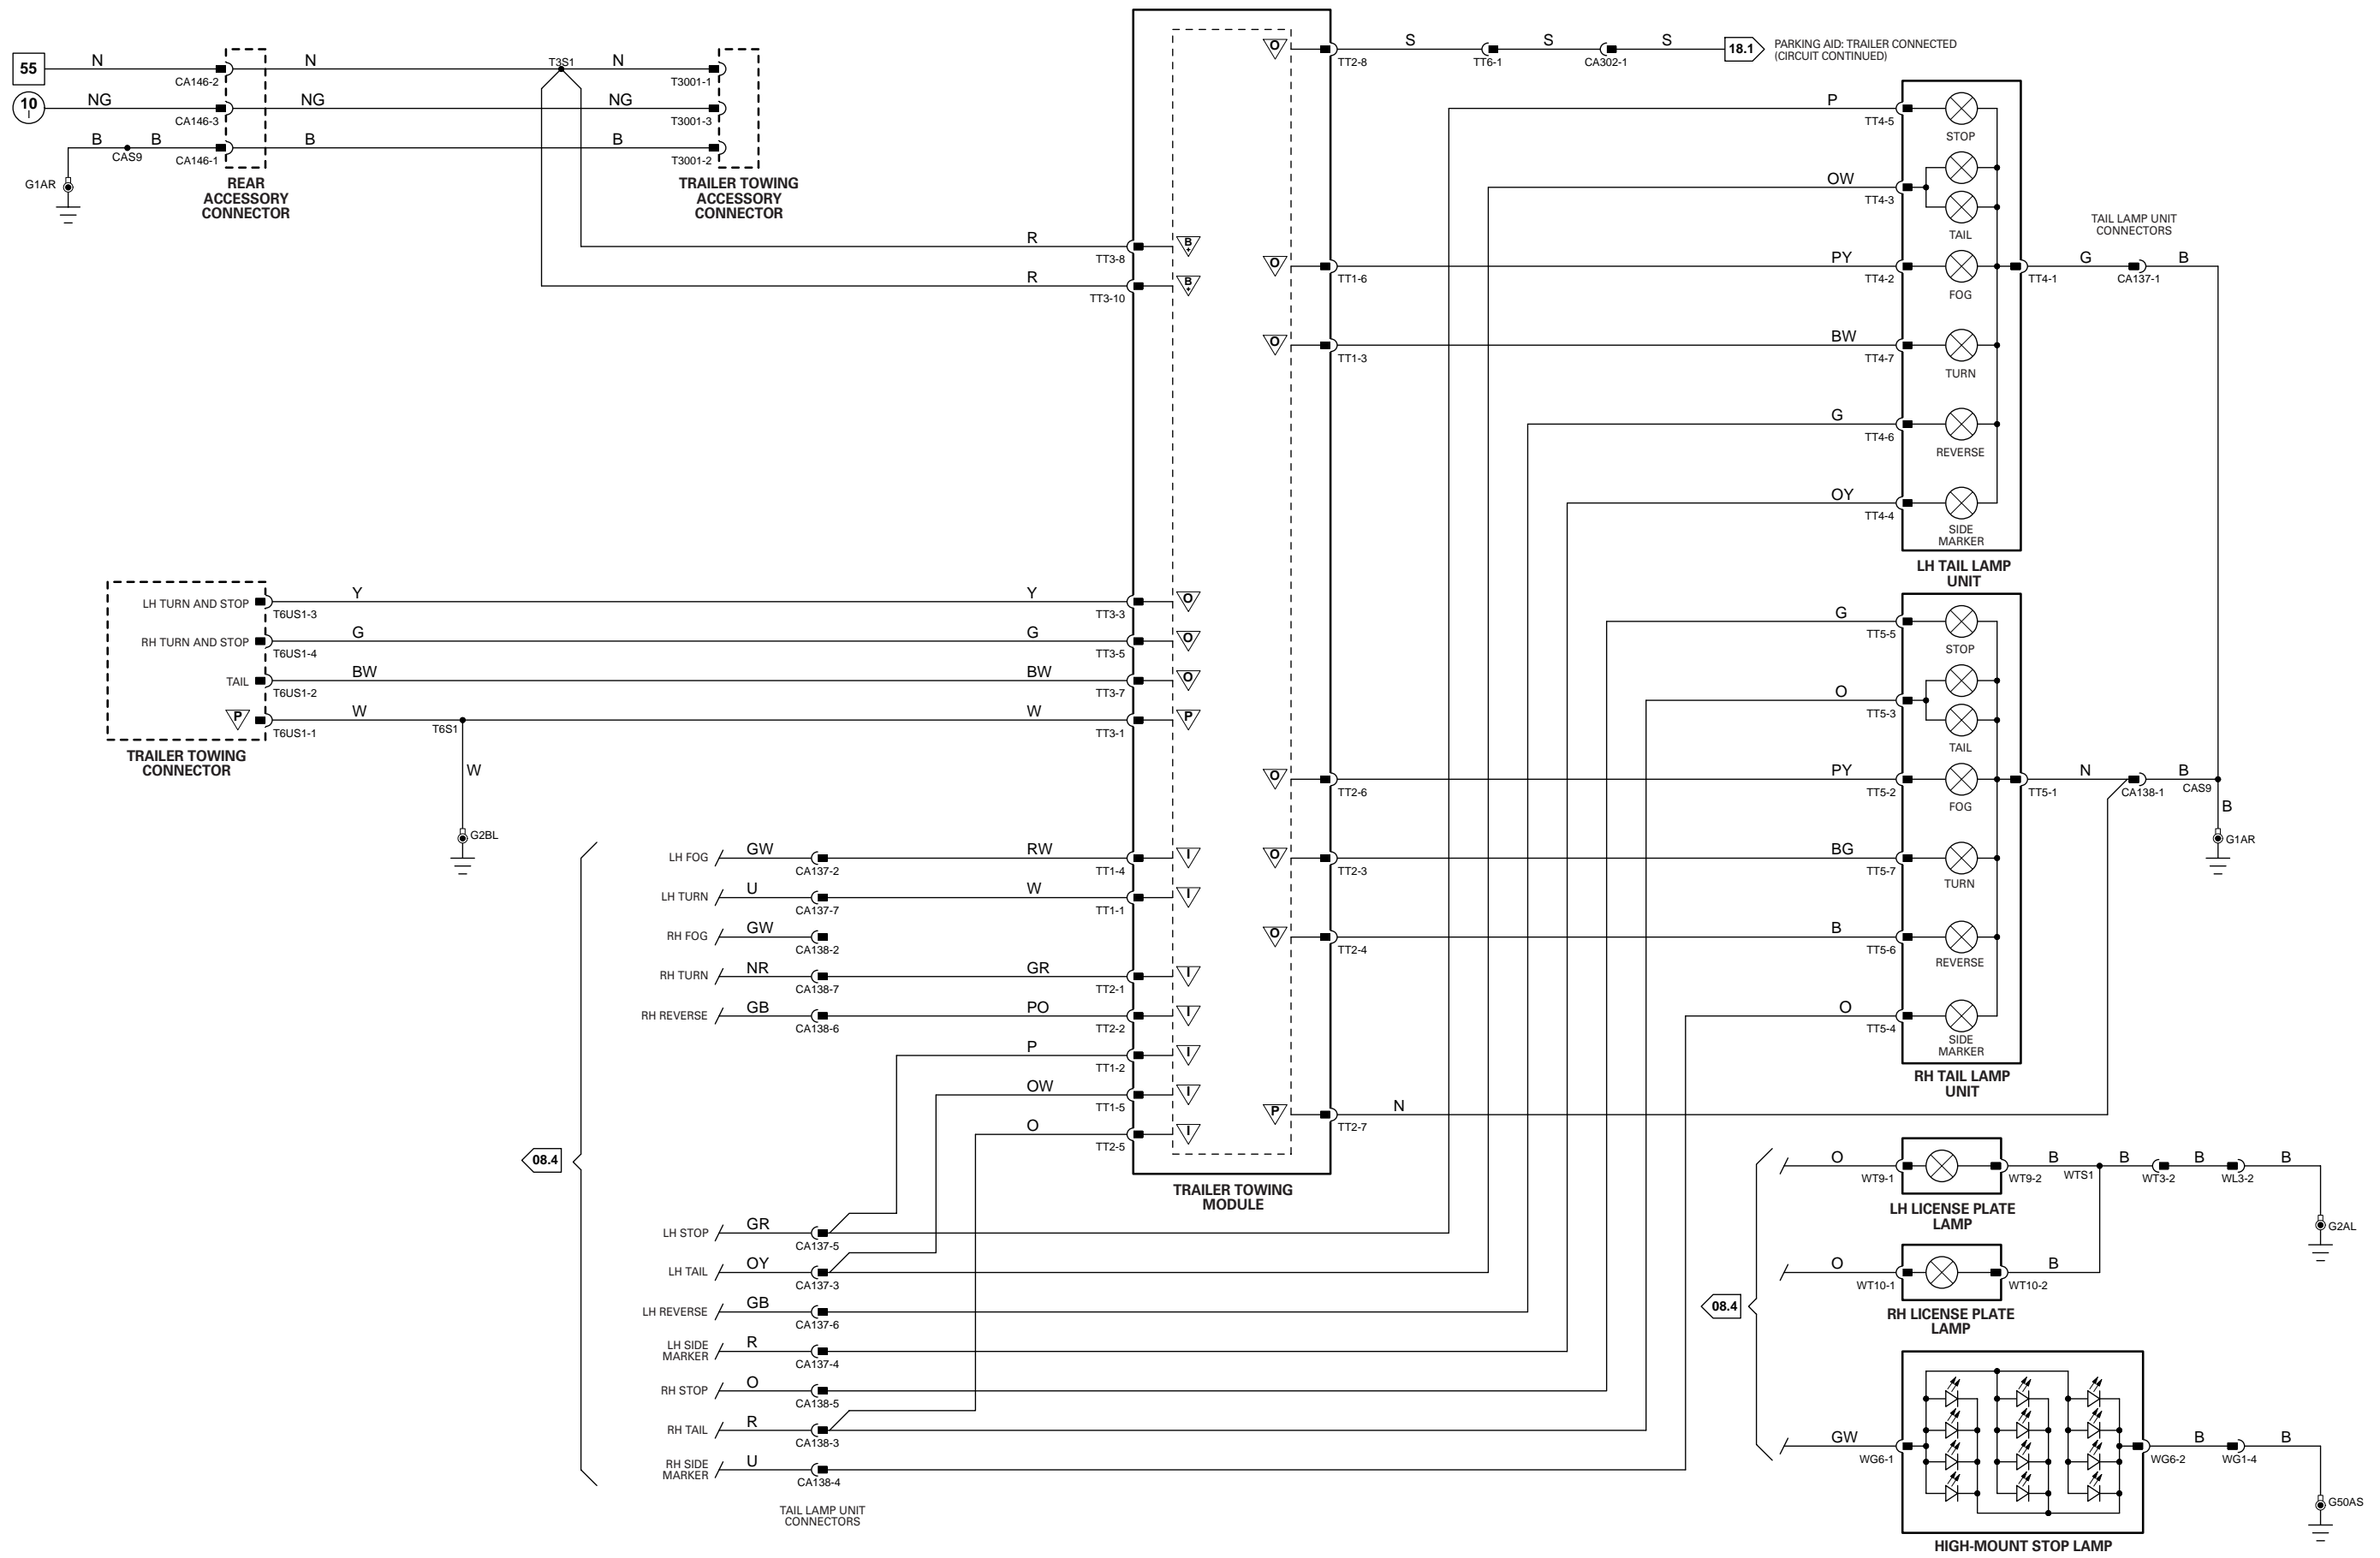 55
N
CA146-2
N
T3S1
N
T3001-1
10
I
NG
CA146-3
NG
NG
T3001-3
B
CAS9
B
CA146-1
B
B
T3001-2
G1AR
REAR
ACCESSORY
CONNECTOR
TRAILER TOWING
ACCESSORY
CONNECTOR
R
TT3-8
B
+
R
TT3-10
B
+
LH TURN AND STOP
T6US1-3
Y
Y
TT3-3
O
RH TURN AND STOP
T6US1-4
G
G
TT3-5
O
TAIL
T6US1-2
BW
BW
TT3-7
O
P
T6US1-1
W
T6S1
W
TT3-1
P
TRAILER TOWING
CONNECTOR
W
G2BL
LH FOG
GW
CA137-2
RW
TT1-4
I
LH TURN
U
CA137-7
W
TT1-1
I
RH FOG
GW
CA138-2
RH TURN
NR
CA138-7
GR
TT2-1
I
RH REVERSE
GB
CA138-6
PO
TT2-2
I
P
TT1-2
I
OW
TT1-5
I
O
TT2-5
I
08.4
LH STOP
GR
CA137-5
LH TAIL
OY
CA137-3
LH REVERSE
GB
CA137-6
LH SIDE
MARKER
R
CA137-4
RH STOP
O
CA138-5
RH TAIL
R
CA138-3
RH SIDE
MARKER
U
CA138-4
TAIL LAMP UNIT
CONNECTORS
O
TT2-8
S
TT6-1
S
CA302-1
S
18.1
PARKING AID: TRAILER CONNECTED
(CIRCUIT CONTINUED)
O
TT1-6
O
TT1-3
O
TT2-6
O
TT2-3
O
TT2-4
P
TT2-7
N
TRAILER TOWING
MODULE
P
TT4-5
STOP
OW
TT4-3
TAIL
PY
TT4-2
FOG
TT4-1
G
CA137-1
B
TAIL LAMP UNIT
CONNECTORS
BW
TT4-7
TURN
G
TT4-6
REVERSE
OY
TT4-4
SIDE
MARKER
LH TAIL LAMP
UNIT
G
TT5-5
STOP
O
TT5-3
TAIL
PY
TT5-2
FOG
TT5-1
N
CA138-1
B
CAS9
B
G1AR
BG
TT5-7
TURN
B
TT5-6
REVERSE
O
TT5-4
SIDE
MARKER
RH TAIL LAMP
UNIT
08.4
O
WT9-1
WT9-2
B
WTS1
B
WT3-2
B
WL3-2
B
G2AL
LH LICENSE PLATE
LAMP
O
WT10-1
WT10-2
B
RH LICENSE PLATE
LAMP
GW
WG6-1
WG6-2
B
WG1-4
B
G50AS
HIGH-MOUNT STOP LAMP